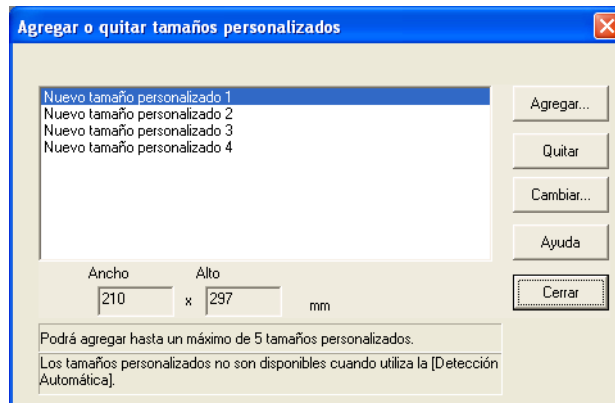 Agregar o quitar tamaños personalizados
Nuevo tamaño personalizado 1
Nuevo tamaño personalizado 2
Nuevo tamaño personalizado 3
Nuevo tamaño personalizado 4
Agregar...
Quitar
Cambiar...
Ayuda
Cerrar
Ancho Alto
210 x 297 mm
Podrá agregar hasta un máximo de 5 tamaños personalizados.
Los tamaños personalizados no son disponibles cuando utiliza la [Detección
Automática].